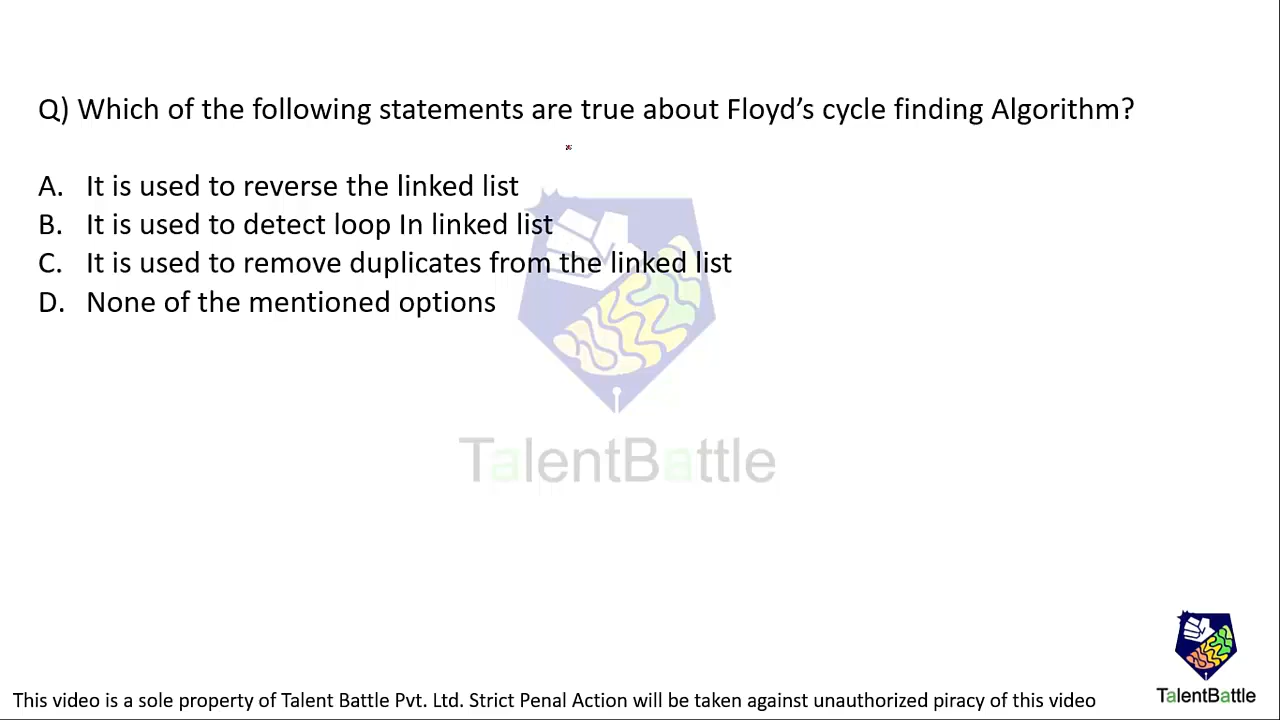 Q) Which of the following statements are true about Floyd’s cycle finding Algorithm?
A. It is used to reverse the linked list
B. It is used to detect loop In linked list
C. It is used to remove duplicates from the linked list
D. None of the mentioned options
TalentBattle
TalentBattle
This video is a sole property of Talent Battle Pvt. Ltd. Strict Penal Action will be taken against unauthorized piracy of this video